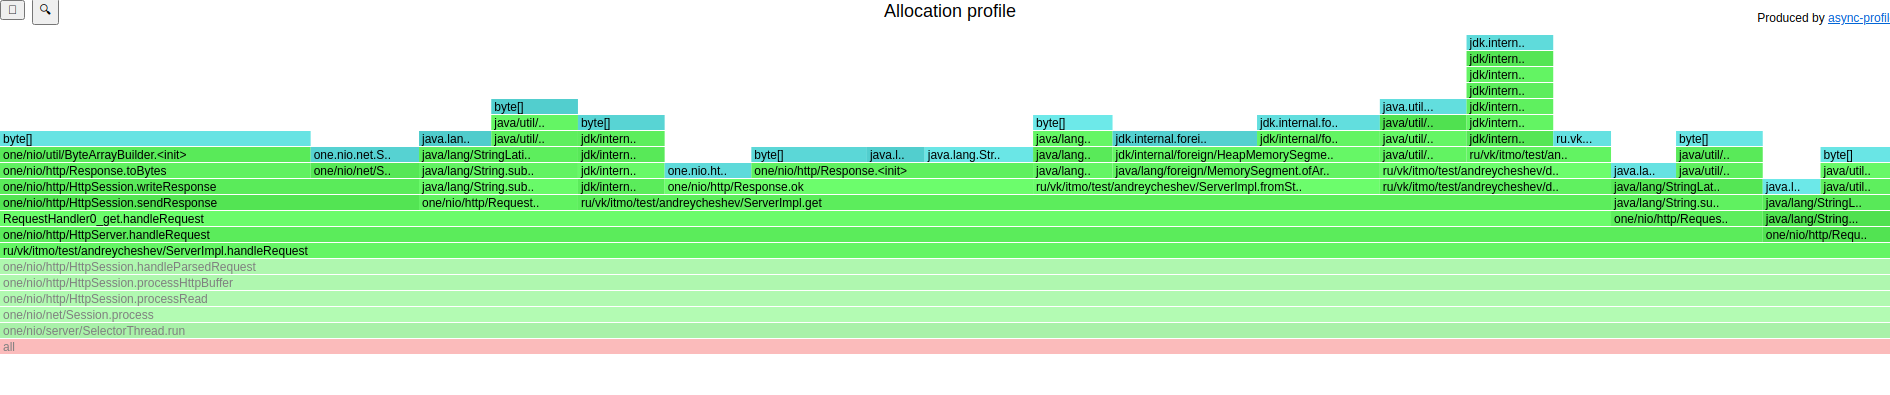 Allocation profile
Produced by async-profil
jdk.intern..
jdk/intern..
jdk/intern..
jdk/intern..
byte[] java.util... jdk/intern..
java/util/.. byte[] byte[] jdk.internal.fo.. java/util/.. jdk/intern..
byte[] java.lan.. java/util/.. jdk/intern.. java/lang.. jdk.internal.forei.. jdk/internal/fo.. java/util/.. jdk/intern.. ru.vk... byte[]
one/nio/util/ByteArrayBuilder.<init> one.nio.net.S.. java/lang/StringLati.. jdk/intern.. byte[] java.l.. java.lang.Str.. java/lang.. jdk/internal/foreign/HeapMemorySegme.. java/util/.. ru/vk/itmo/test/an.. java/util/.. byte[]
one/nio/http/Response.toBytes one/nio/net/S.. java/lang/String.sub.. jdk/intern.. one.nio.ht.. one/nio/http/Response.<init> java/lang.. java/lang/foreign/MemorySegment.ofAr.. ru/vk/itmo/test/andreycheshev/d.. java.la.. java/util/.. java/util..
one/nio/http/HttpSession.writeResponse java/lang/String.sub.. jdk/intern.. one/nio/http/Response.ok ru/vk/itmo/test/andreycheshev/ServerImpl.fromSt.. ru/vk/itmo/test/andreycheshev/d.. java/lang/StringLat.. java.l.. java/util..
one/nio/http/HttpSession.sendResponse one/nio/http/Request.. ru/vk/itmo/test/andreycheshev/ServerImpl.get java/lang/String.su.. java/lang/StringL..
RequestHandler0_get.handleRequest one/nio/http/Reques.. java/lang/String...
one/nio/http/HttpServer.handleRequest one/nio/http/Requ..
ru/vk/itmo/test/andreycheshev/ServerImpl.handleRequest
one/nio/http/HttpSession.handleParsedRequest
one/nio/http/HttpSession.processHttpBuffer
one/nio/http/HttpSession.processRead
one/nio/net/Session.process
one/nio/server/SelectorThread.run
all